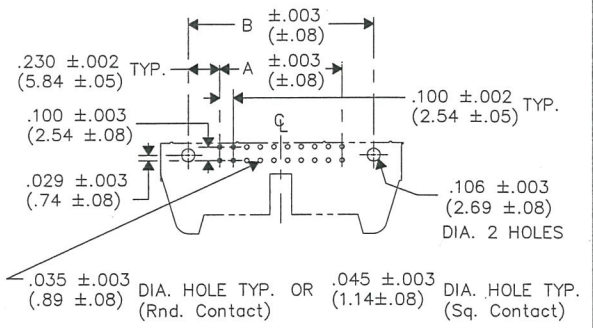 B ±.003
(±.08)
.230 ±.002 TYP.
(5.84 ±.05)
A ±.003
(±.08)
.100 ±.003
(2.54 ±.08)
.100 ±.002 TYP.
(2.54 ±.05)
℄
.029 ±.003
(.74 ±.08)
.106 ±.003
(2.69 ±.08)
DIA. 2 HOLES
.035 ±.003 DIA. HOLE TYP. OR .045 ±.003 DIA. HOLE TYP.
(.89 ±.08) (Rnd. Contact) (1.14±.08) (Sq. Contact)